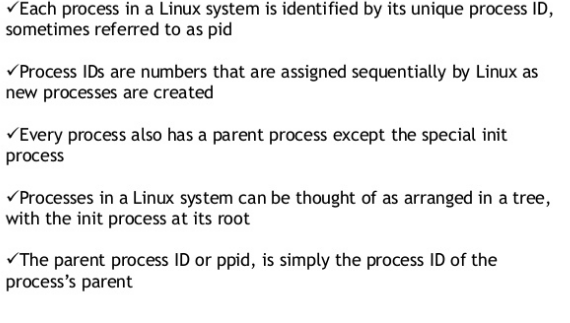 ✓Each process in a Linux system is identified by its unique process ID,
sometimes referred to as pid
✓Process IDs are numbers that are assigned sequentially by Linux as
new processes are created
✓Every process also has a parent process except the special init
process
✓Processes in a Linux system can be thought of as arranged in a tree,
with the init process at its root
✓The parent process ID or ppid, is simply the process ID of the
process’s parent